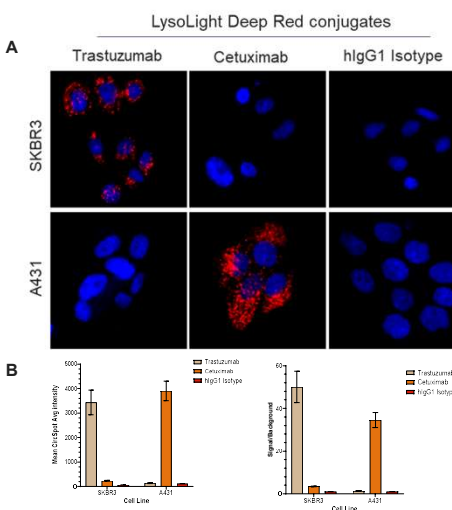 LysoLight Deep Red conjugates
A
Trastuzumab Cetuximab hIgG1 Isotype
SKBR3
A431
B
5000
4000
3000
2000
1000
0
Mean CircSpot Avg intensity
SKBR3 A431
Cell Line
Trastuzumab
Cetuximab
hIgG1 Isotype
60
40
20
0
Signal/Background
SKBR3 A431
Cell Line
Trastuzumab
Cetuximab
hIgG1 Isotype